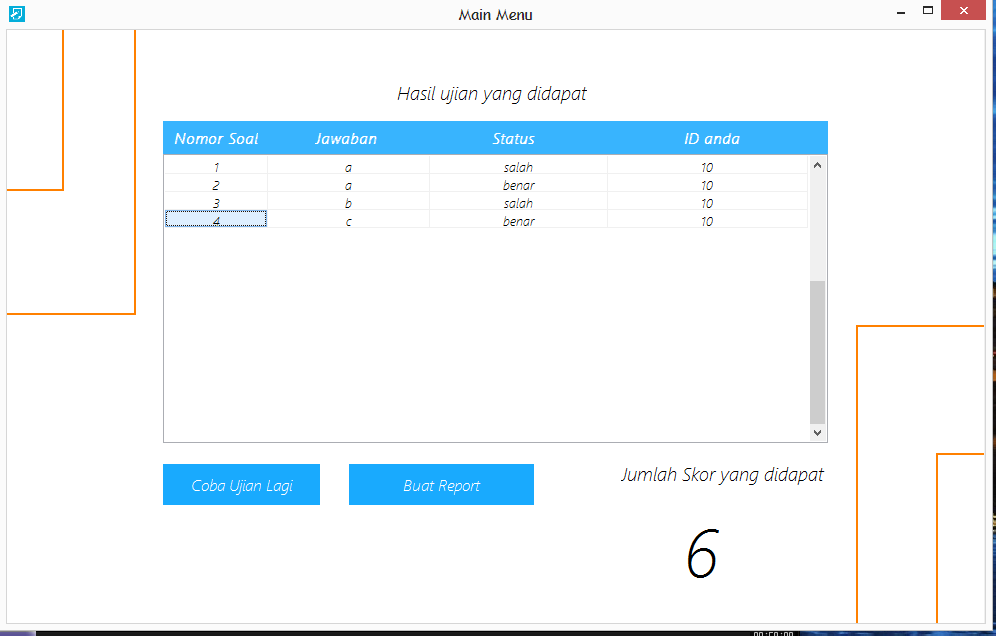 Main Menu
Hasil ujian yang didapat
Nomor Soal Jawaban Status ID anda
1 a salah 10
2 a benar 10
3 b salah 10
4 c benar 10
Coba Ujian Lagi Buat Report Jumlah Skor yang didapat
6